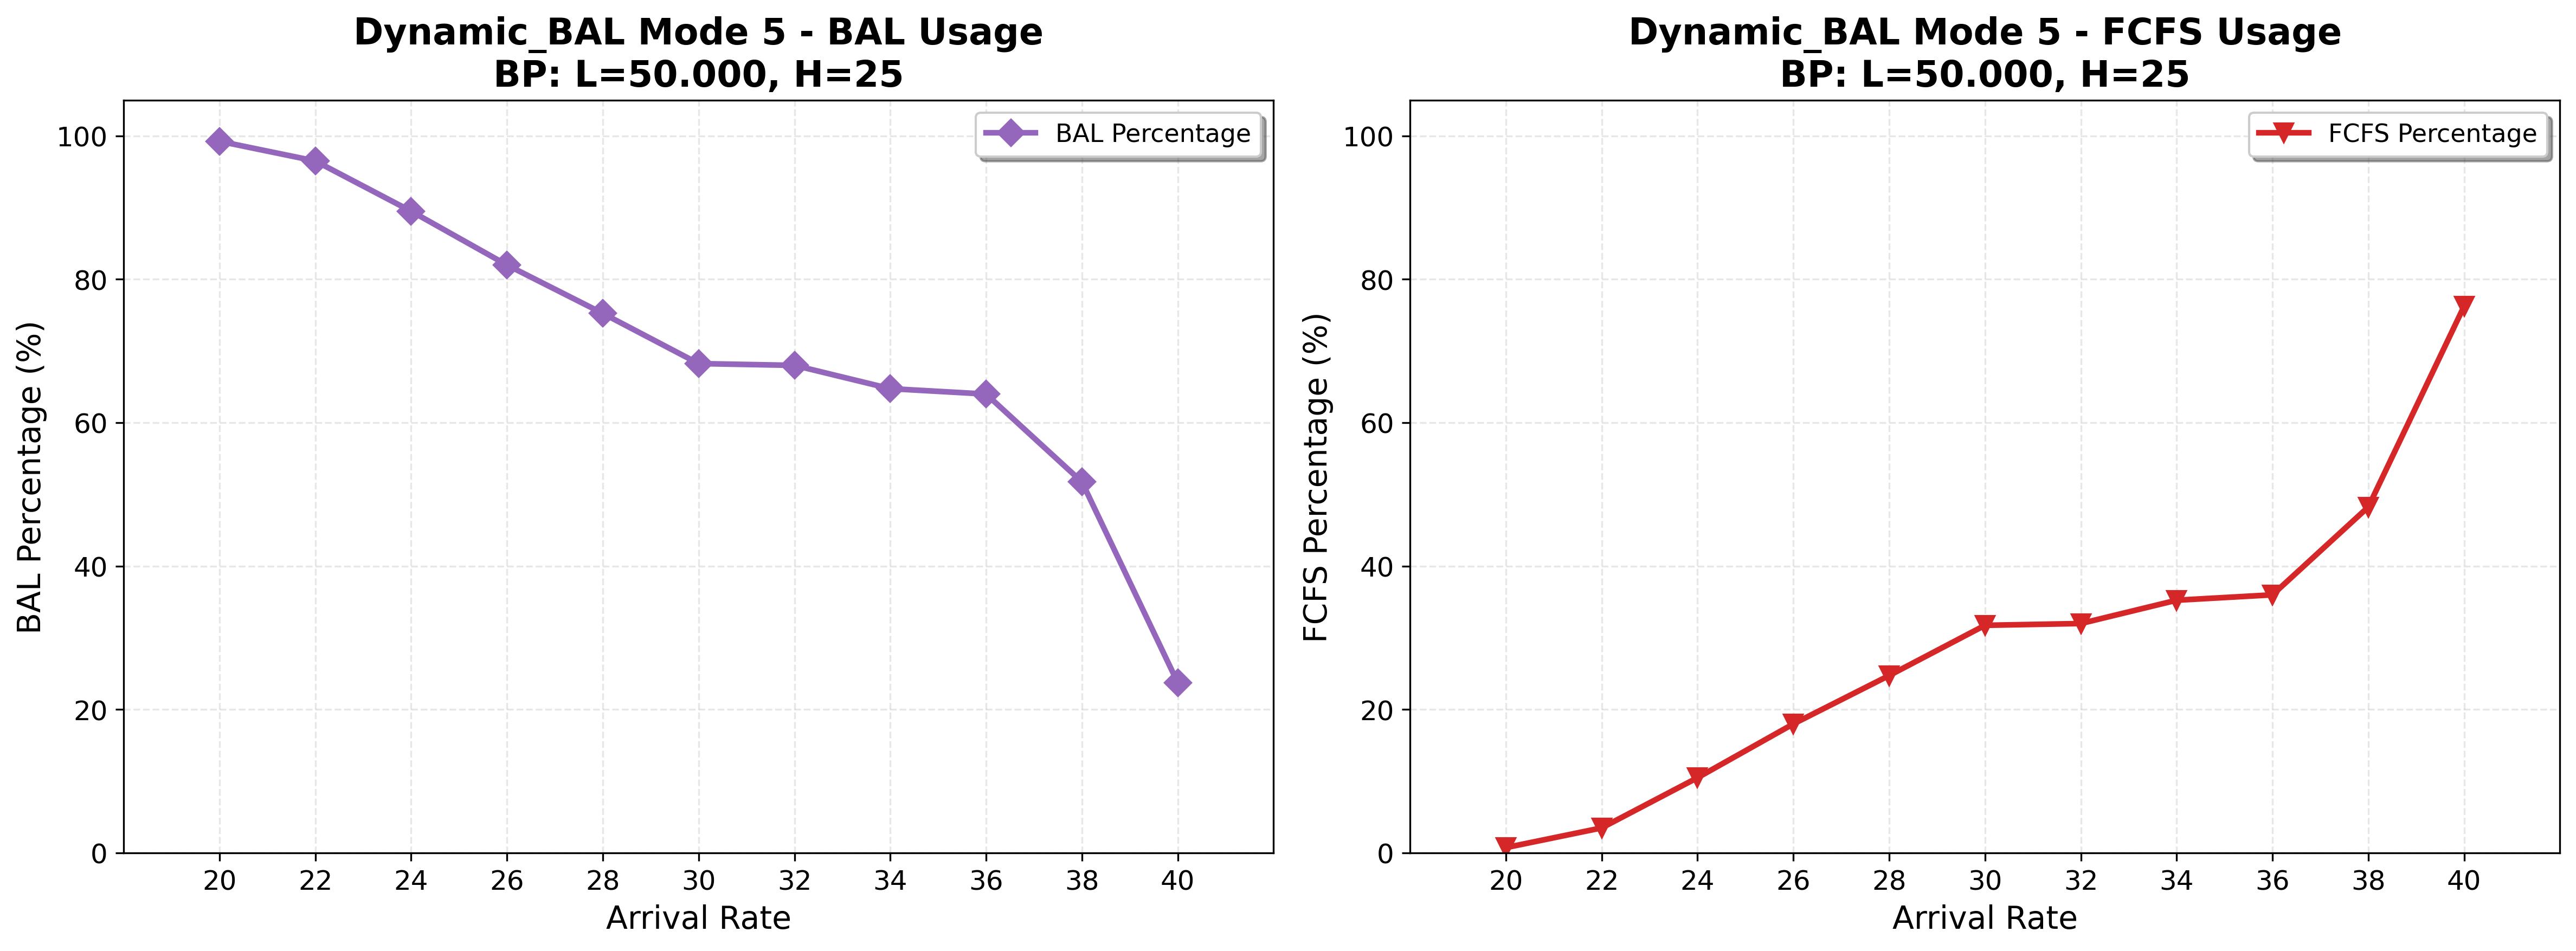 Dynamic_BAL Mode 5 - BAL Usage
BP: L=50.000, H=25
BAL Percentage
100
80
60
40
20
0
BAL Percentage (%)
20 22 24 26 28 30 32 34 36 38 40
Arrival Rate
Dynamic_BAL Mode 5 - FCFS Usage
BP: L=50.000, H=25
FCFS Percentage
100
80
60
40
20
0
FCFS Percentage (%)
20 22 24 26 28 30 32 34 36 38 40
Arrival Rate